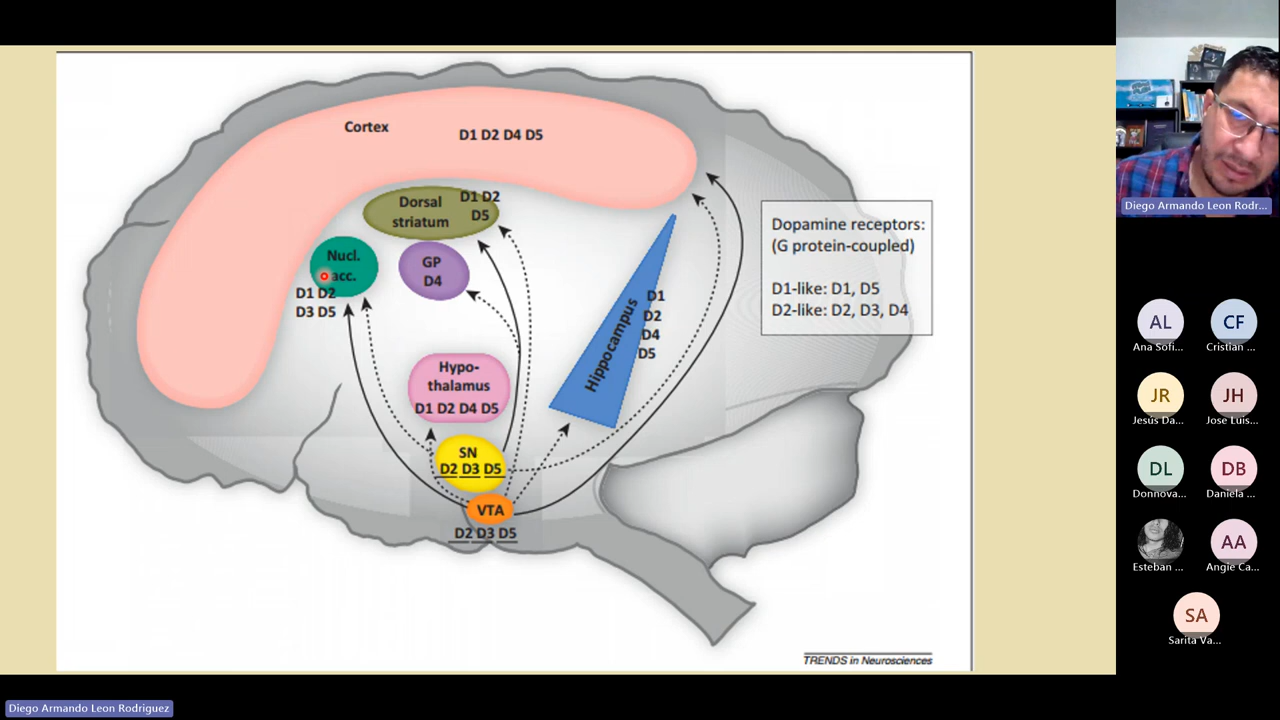 Cortex
D1 D2 D4 D5
Dorsal
striatum
D1 D2
D5
Nucl.
acc.
D1 D2
D3 D5
GP
D4
Hypo-
thalamus
D1 D2 D4 D5
SN
D2 D3 D5
VTA
D2 D3 D5
Hippocampus
D1
D2
D4
D5
Dopamine receptors:
(G protein-coupled)
D1-like: D1, D5
D2-like: D2, D3, D4
TRENDS in Neurosciences
Diego Armando Leon Rodr...
AL
Ana Sofi...
CF
Cristian ...
JR
Jesús Da...
JH
Jose Luis...
DL
Donnova...
DB
Daniela ...
Esteban ...
AA
Angie Ca...
SA
Sarita Va...
Diego Armando Leon Rodriguez